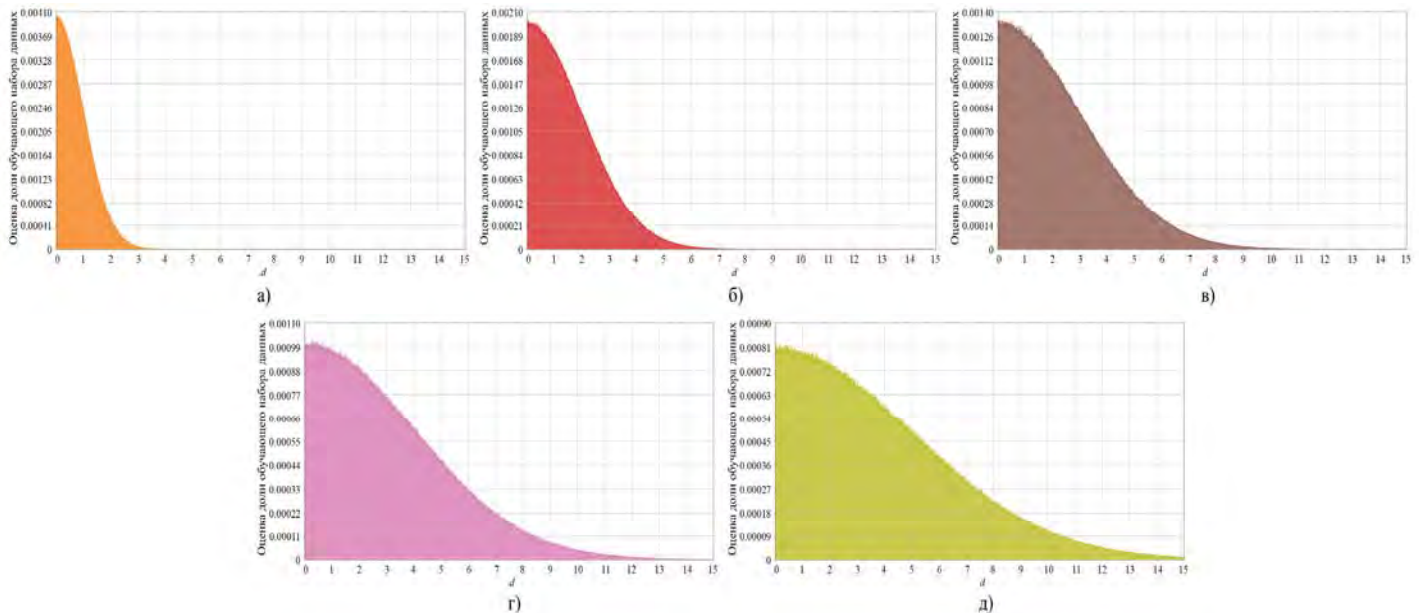 Оценка доли обучающего набора данных
0.00410
0.00369
0.00328
0.00287
0.00246
0.00205
0.00164
0.00123
0.00082
0.00041
0
0 1 2 3 4 5 6 7 8 9 10 11 12 13 14 15
d
а)
Оценка доли обучающего набора данных
0.00210
0.00189
0.00168
0.00147
0.00126
0.00105
0.00084
0.00063
0.00042
0.00021
0
0 1 2 3 4 5 6 7 8 9 10 11 12 13 14 15
d
б)
Оценка доли обучающего набора данных
0.00140
0.00126
0.00112
0.00098
0.00084
0.00070
0.00056
0.00042
0.00028
0.00014
0
0 1 2 3 4 5 6 7 8 9 10 11 12 13 14 15
d
в)
Оценка доли обучающего набора данных
0.00110
0.00099
0.00088
0.00077
0.00066
0.00055
0.00044
0.00033
0.00022
0.00011
0
0 1 2 3 4 5 6 7 8 9 10 11 12 13 14 15
d
г)
Оценка доли обучающего набора данных
0.00090
0.00081
0.00072
0.00063
0.00054
0.00045
0.00036
0.00027
0.00018
0.00009
0
0 1 2 3 4 5 6 7 8 9 10 11 12 13 14 15
d
д)